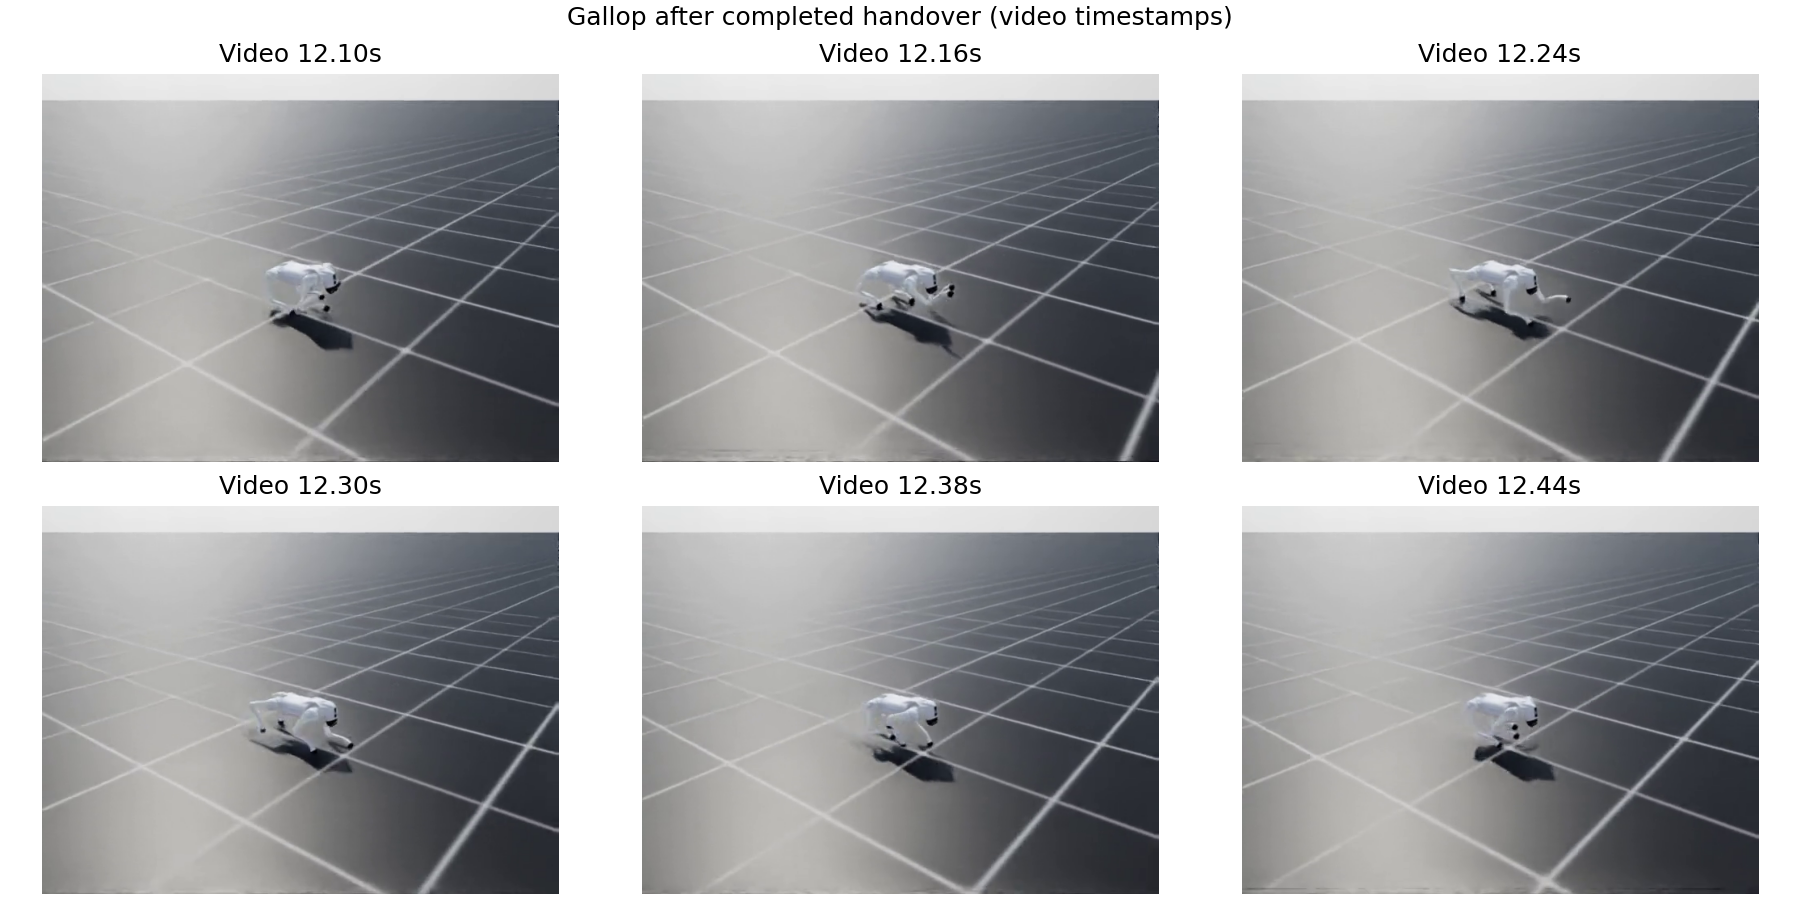 Gallop after completed handover (video timestamps)
Video 12.10s
Video 12.16s
Video 12.24s
Video 12.30s
Video 12.38s
Video 12.44s